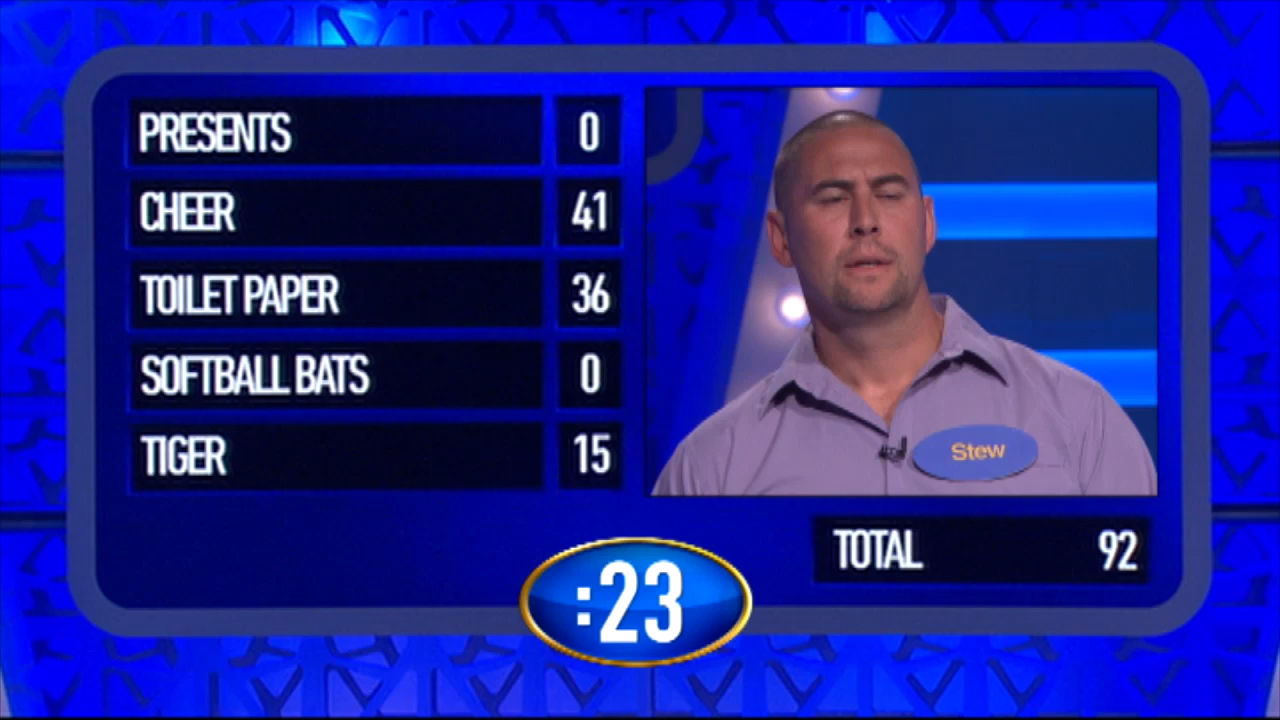 PRESENTS 0
CHEER 41
TOILET PAPER 36
SOFTBALL BATS 0
TIGER 15
Stew
TOTAL 92
:23